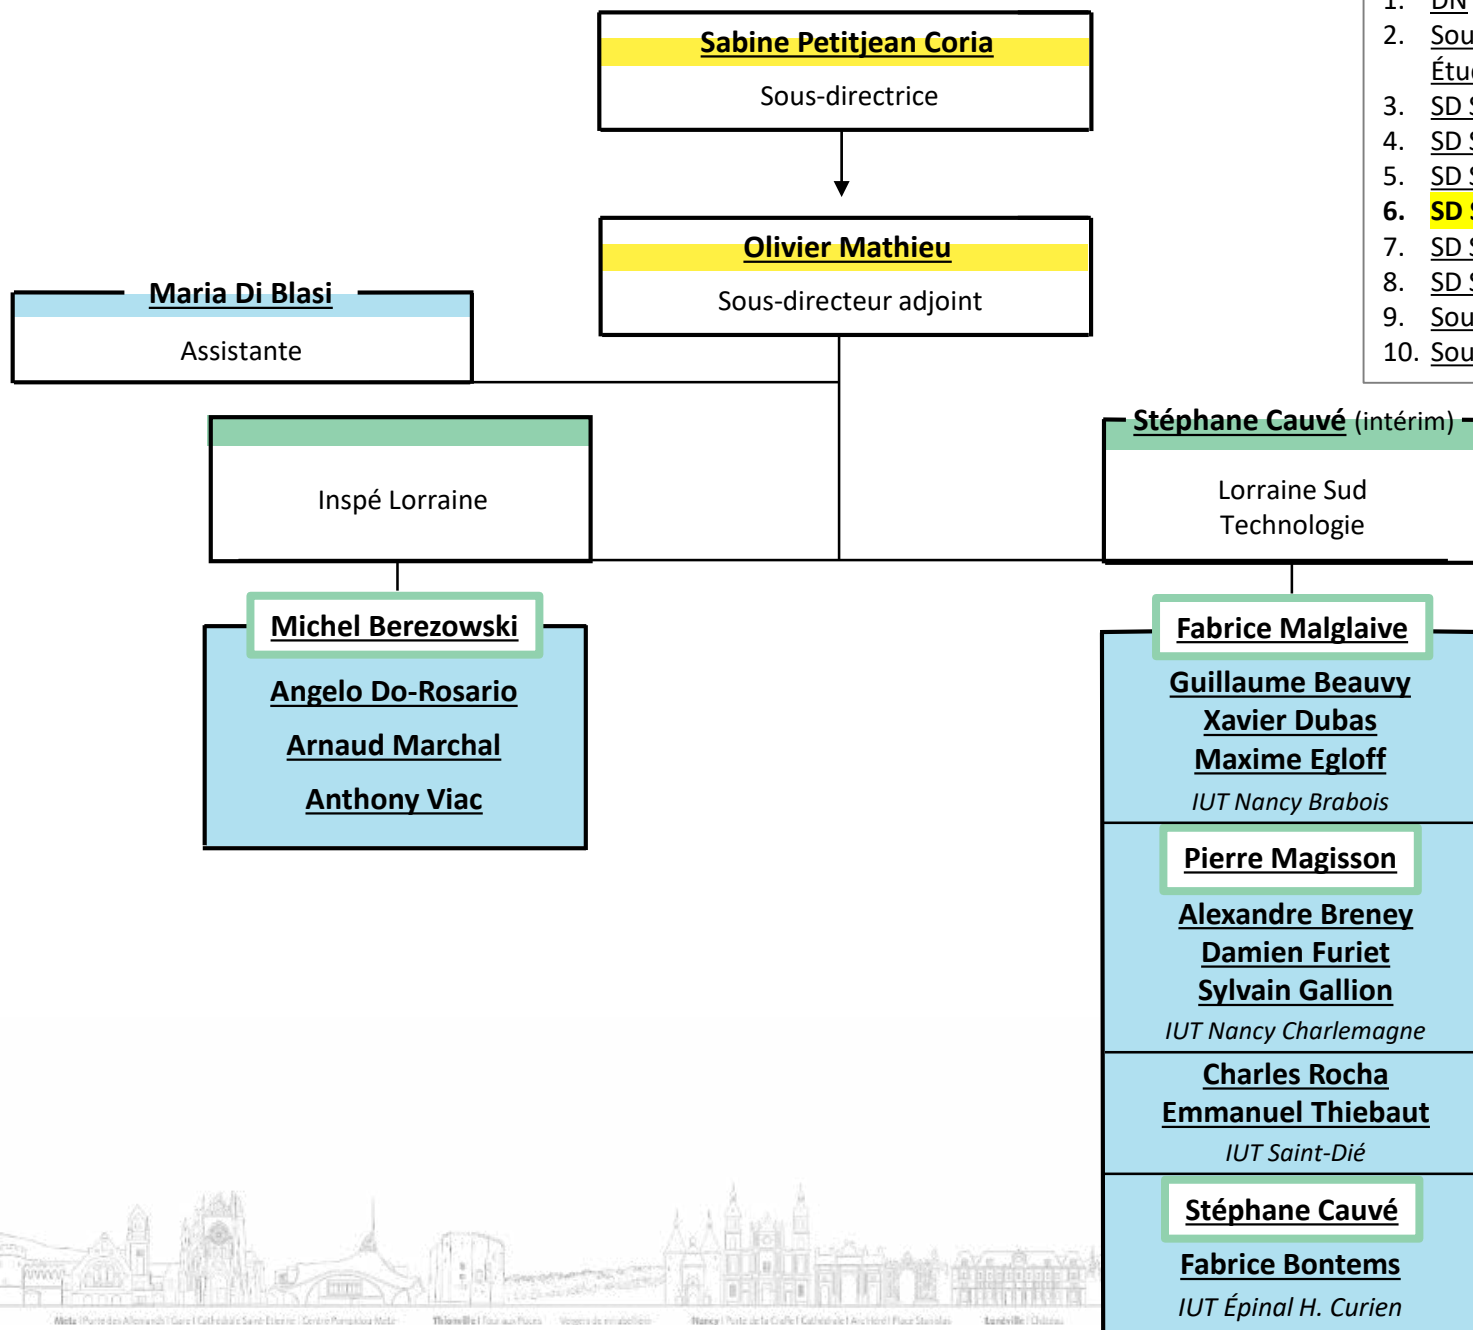 Sabine Petitjean Coria
Sous-directrice
Olivier Mathieu
Sous-directeur adjoint
Maria Di Blasi
Assistante
1. DN
2. Sou
Étu
3. SD S
4. SD S
5. SD S
6. SD S
7. SD S
8. SD S
9. Sou
10. Sou
Inspé Lorraine
Michel Berezowski
Angelo Do-Rosario
Arnaud Marchal
Anthony Viac
Stéphane Cauvé (intérim)
Lorraine Sud
Technologie
Fabrice Malglaive
Guillaume Beauvy
Xavier Dubas
Maxime Egloff
IUT Nancy Brabois
Pierre Magisson
Alexandre Breney
Damien Furiet
Sylvain Gallion
IUT Nancy Charlemagne
Charles Rocha
Emmanuel Thiebaut
IUT Saint-Dié
Stéphane Cauvé
Fabrice Bontems
IUT Épinal H. Curien